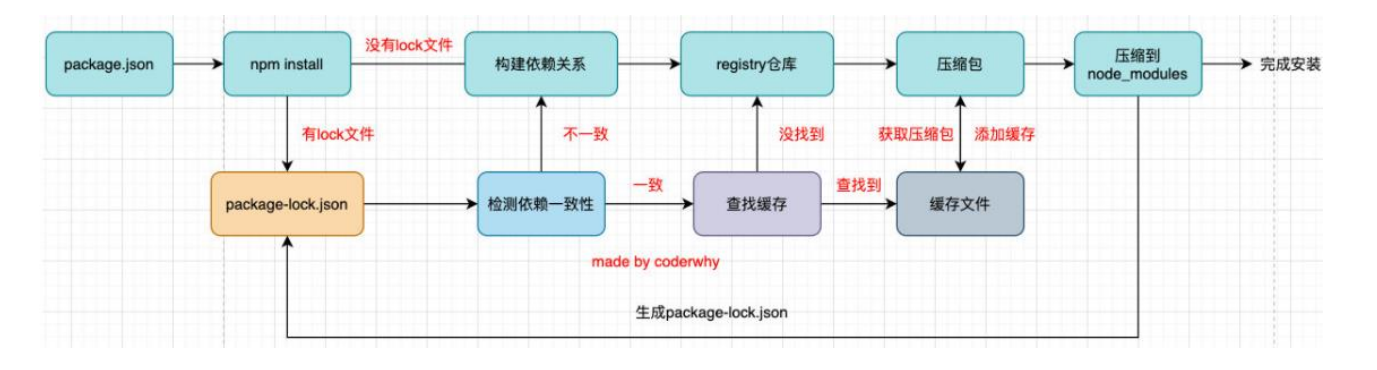 package.json
npm install
没有lock文件
构建依赖关系
registry仓库
压缩包
压缩到
node_modules
完成安装
有lock文件
不一致
没找到
获取压缩包
添加缓存
package-lock.json
检测依赖一致性
一致
查找缓存
查找到
缓存文件
made by coderwhy
生成package-lock.json